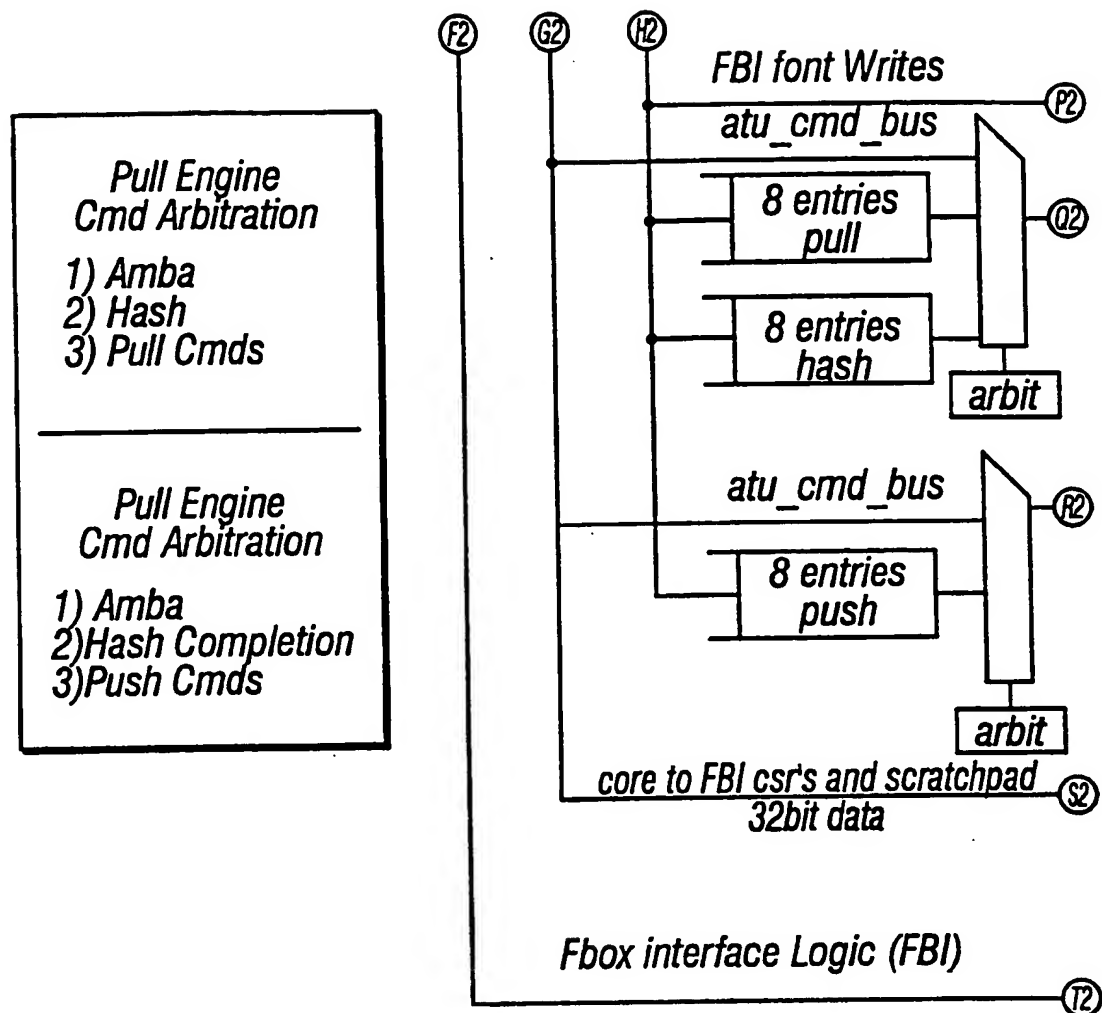 F2 G2 H2
FBI font Writes
P2
atu_cmd_bus
8 entries
pull
Q2
8 entries
hash
arbit
atu_cmd_bus
R2
8 entries
push
arbit
core to FBI csr's and scratchpad
S2
32bit data
Fbox interface Logic (FBI)
T2
Pull Engine
Cmd Arbitration
1) Amba
2) Hash
3) Pull Cmds
Pull Engine
Cmd Arbitration
1) Amba
2)Hash Completion
3)Push Cmds